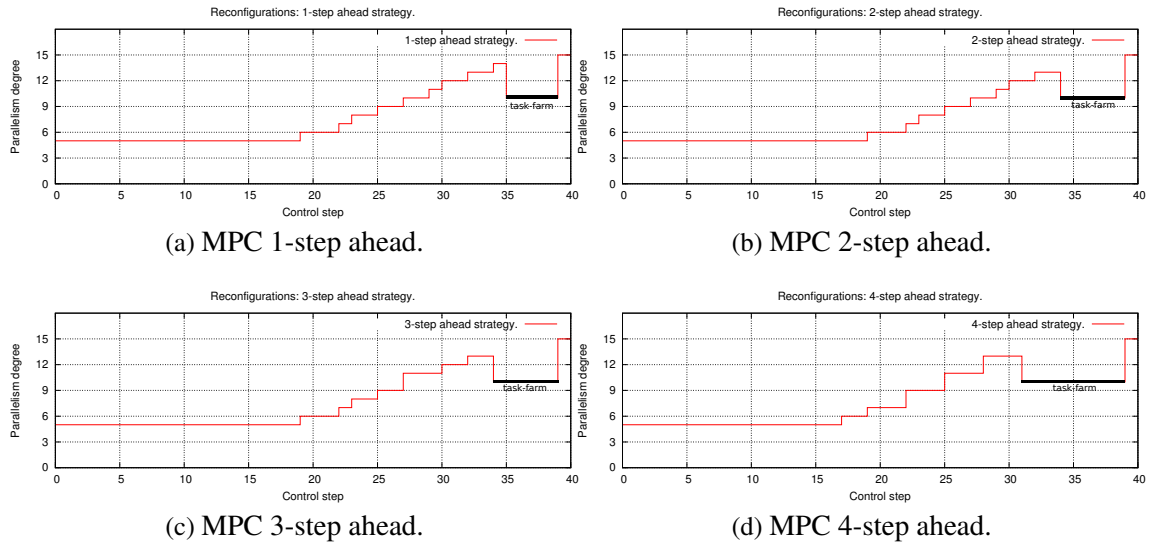 Reconfigurations: 1-step ahead strategy.
1-step ahead strategy.
15
12
9
6
3
0
Parallelism degree
task-farm
0 5 10 15 20 25 30 35 40
Control step
(a) MPC 1-step ahead.
Reconfigurations: 2-step ahead strategy.
2-step ahead strategy.
15
12
9
6
3
0
Parallelism degree
task-farm
0 5 10 15 20 25 30 35 40
Control step
(b) MPC 2-step ahead.
Reconfigurations: 3-step ahead strategy.
3-step ahead strategy.
15
12
9
6
3
0
Parallelism degree
task-farm
0 5 10 15 20 25 30 35 40
Control step
(c) MPC 3-step ahead.
Reconfigurations: 4-step ahead strategy.
4-step ahead strategy.
15
12
9
6
3
0
Parallelism degree
task-farm
0 5 10 15 20 25 30 35 40
Control step
(d) MPC 4-step ahead.